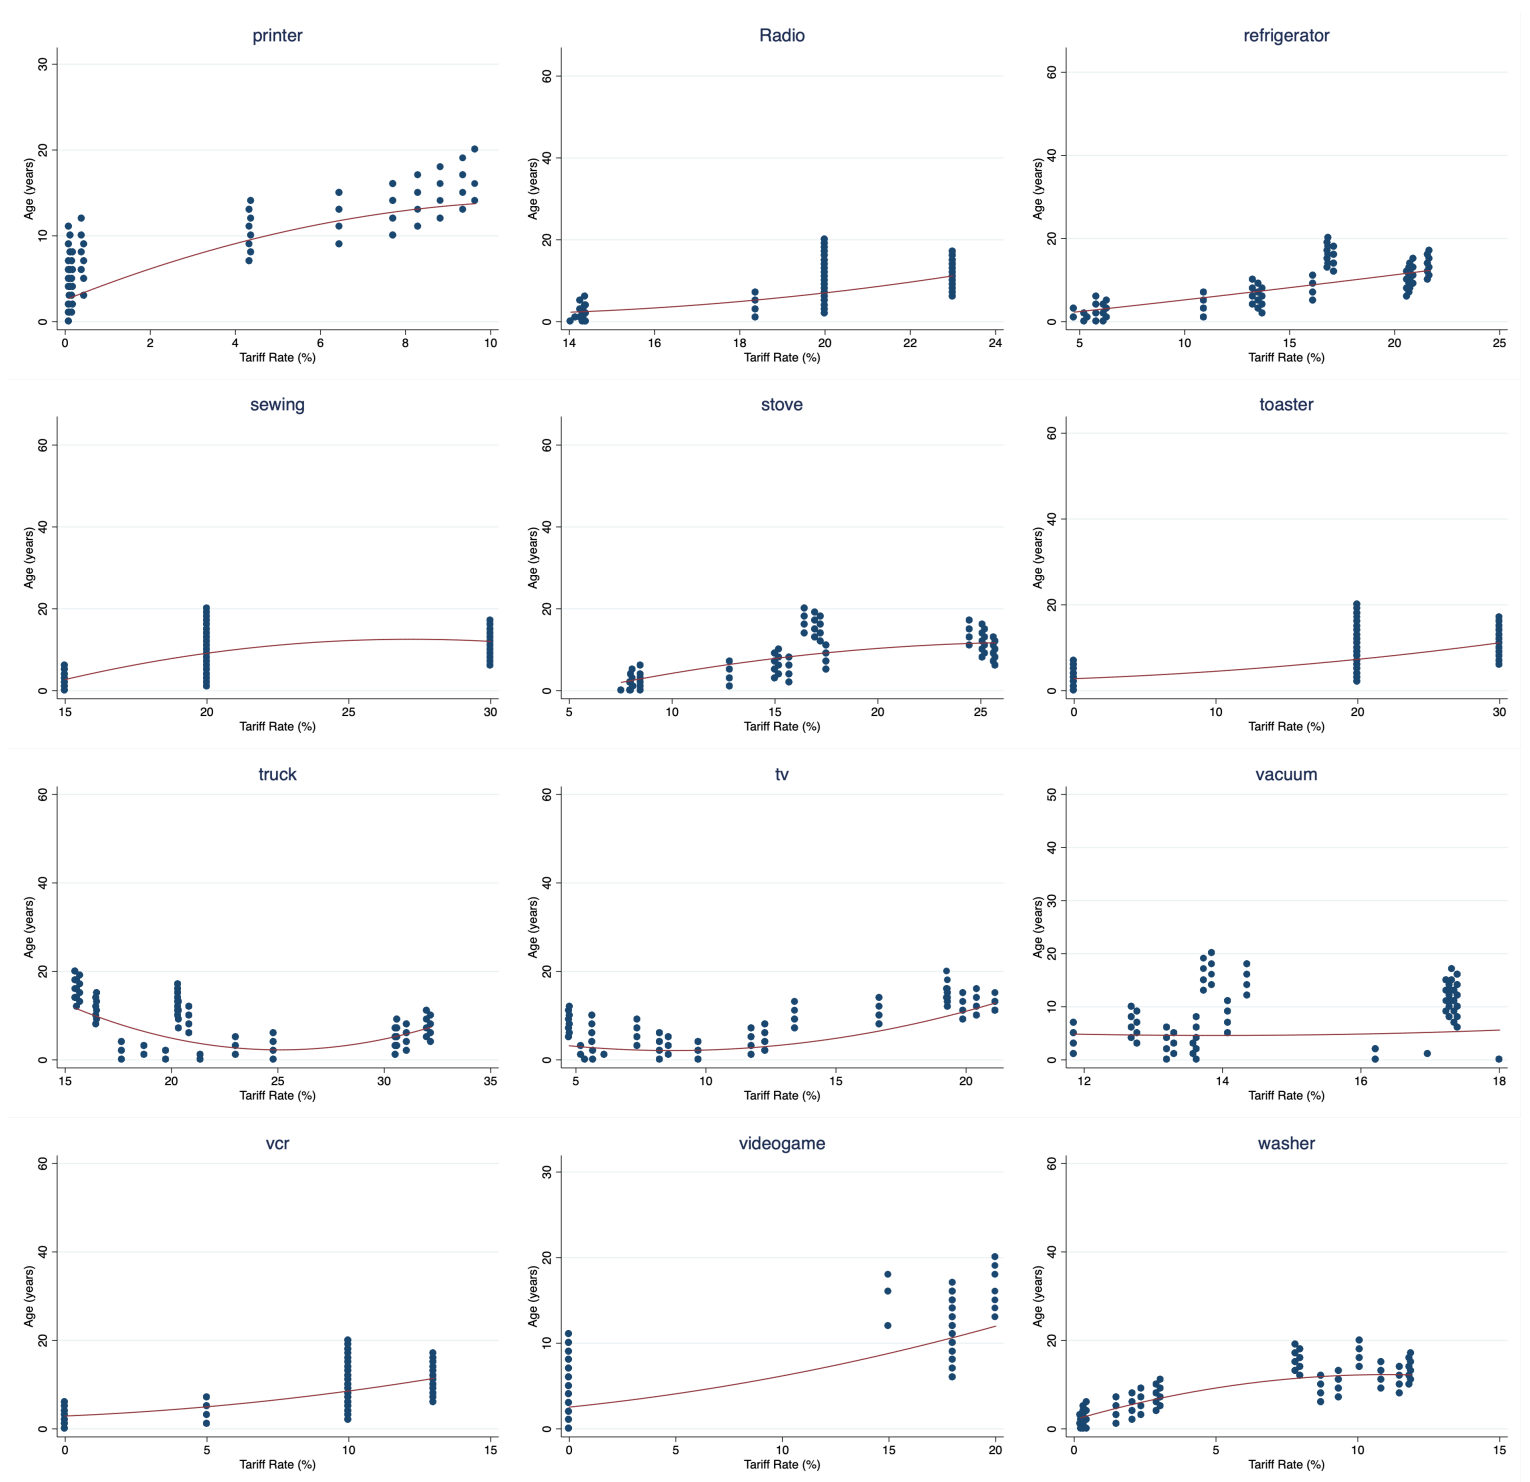 printer
Age (years)
30
20
10
0
0 2 4 6 8 10
Tariff Rate (%)
Radio
Age (years)
60
40
20
0
14 16 18 20 22 24
Tariff Rate (%)
refrigerator
Age (years)
60
40
20
0
5 10 15 20 25
Tariff Rate (%)
sewing
Age (years)
60
40
20
0
15 20 25 30
Tariff Rate (%)
stove
Age (years)
60
40
20
0
5 10 15 20 25
Tariff Rate (%)
toaster
Age (years)
60
40
20
0
0 10 20 30
Tariff Rate (%)
truck
Age (years)
60
40
20
0
15 20 25 30 35
Tariff Rate (%)
tv
Age (years)
60
40
20
0
5 10 15 20
Tariff Rate (%)
vacuum
Age (years)
50
40
30
20
10
0
12 14 16 18
Tariff Rate (%)
vcr
Age (years)
60
40
20
0
0 5 10 15
Tariff Rate (%)
videogame
Age (years)
30
20
10
0
0 5 10 15 20
Tariff Rate (%)
washer
Age (years)
60
40
20
0
0 5 10 15
Tariff Rate (%)